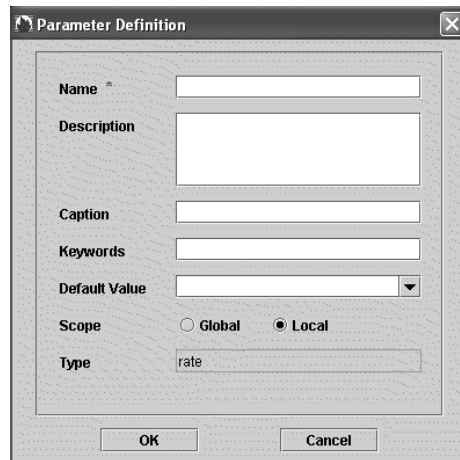 Parameter Definition
Name *
Description
Caption
Keywords
Default Value
Scope Global Local
Type rate
OK Cancel